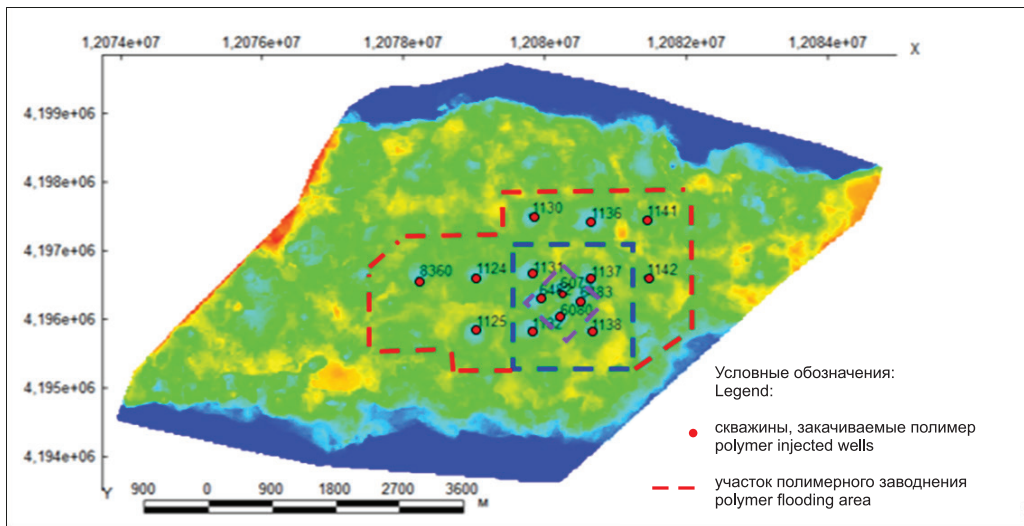 1,2074e+07 1,2076e+07 1,2078e+07 1,208e+07 1,2082e+07 1,2084e+07
X
4,199e+06
4,198e+06
4,197e+06
4,196e+06
4,195e+06
4,194e+06
Y
1130 1136 1141
8360 1124 1131 1137 1142
6482
6080
1125 1132 1138
Условные обозначения:
Legend:
скважины, закачиваемые полимер
polymer injected wells
участок полимерного заводнения
polymer flooding area
900 0 900 1800 2700 3600
м